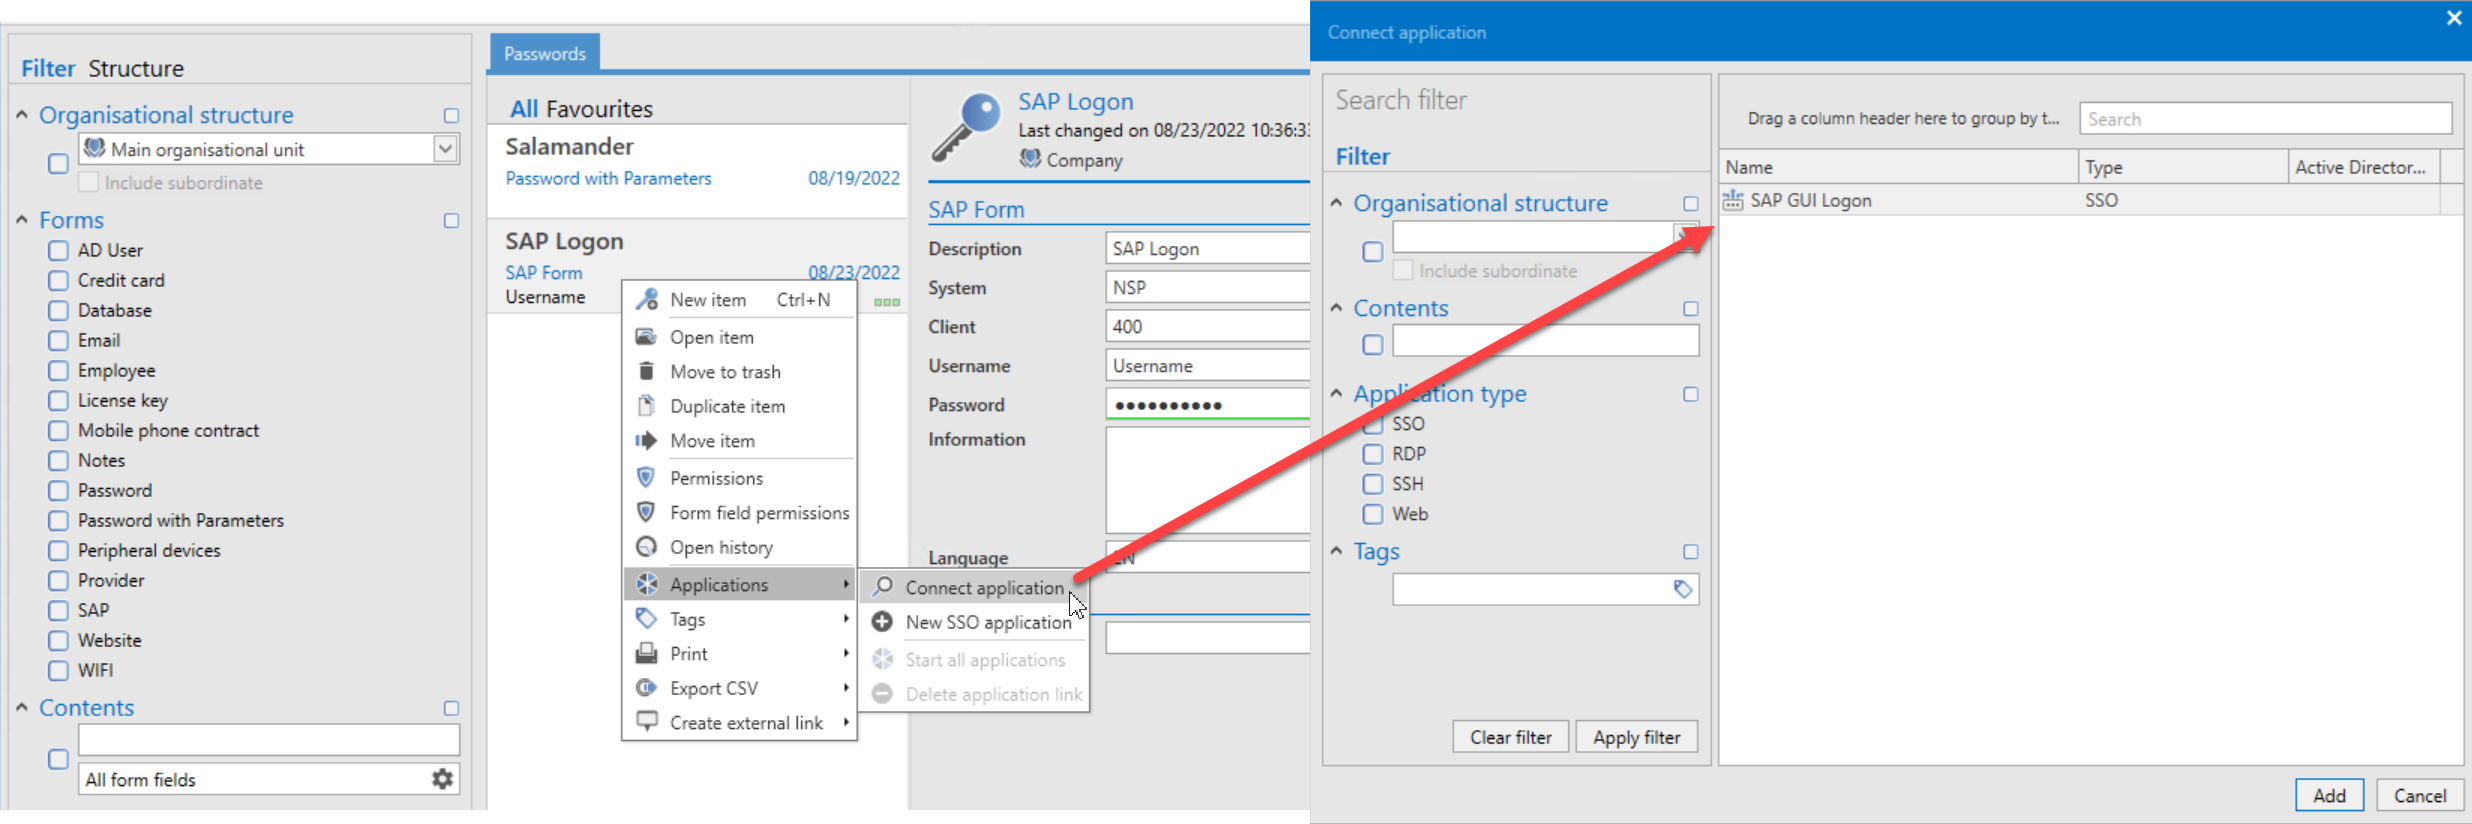 Filter Structure
Organisational structure
Main organisational unit
Include subordinate
Forms
AD User
Credit card
Database
Email
Employee
License key
Mobile phone contract
Notes
Password
Password with Parameters
Peripheral devices
Provider
SAP
Website
WIFI
Contents
All form fields
Passwords
All Favourites
Salamander
Password with Parameters 08/19/2022
SAP Logon
SAP Form 08/23/2022
Username
New item Ctrl+N
Open item
Move to trash
Duplicate item
Move item
Permissions
Form field permissions
Open history
Applications
Tags
Print
Export CSV
Create external link
Connect application
New SSO application
Start all applications
Delete application link
SAP Logon
Last changed on 08/23/2022 10:36:33
Company
SAP Form
Description SAP Logon
System NSP
Client 400
Username Username
Password ●●●●●●●●●●
Information
Language EN
Connect application
Search filter
Filter
Organisational structure
Include subordinate
Contents
Application type
SSO
RDP
SSH
Web
Tags
Clear filter Apply filter
Drag a column header here to group by t... Search
Name Type Active Director...
SAP GUI Logon SSO
Add Cancel